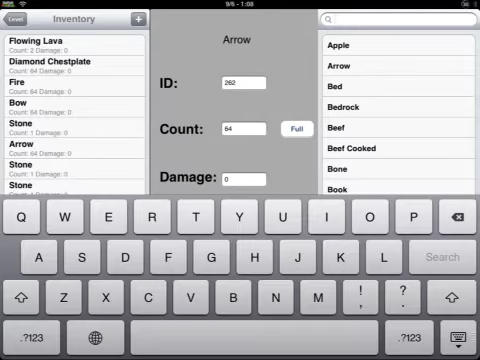 9/6 - 1:08
Level
Inventory
+
Flowing Lava
Count: 2 Damage: 0
Diamond Chestplate
Count: 64 Damage: 0
Fire
Count: 64 Damage: 0
Bow
Count: 64 Damage: 0
Stone
Count: 1 Damage: 0
Arrow
Count: 64 Damage: 0
Stone
Count: 1 Damage: 0
Stone
Arrow
ID:
262
Count:
64
Full
Damage:
0
Apple
Arrow
Bed
Bedrock
Beef
Beef Cooked
Bone
Book
Q W E R T Y U I O P
A S D F G H J K L Search
Z X C V B N M ! , ? .
.?123 .?123